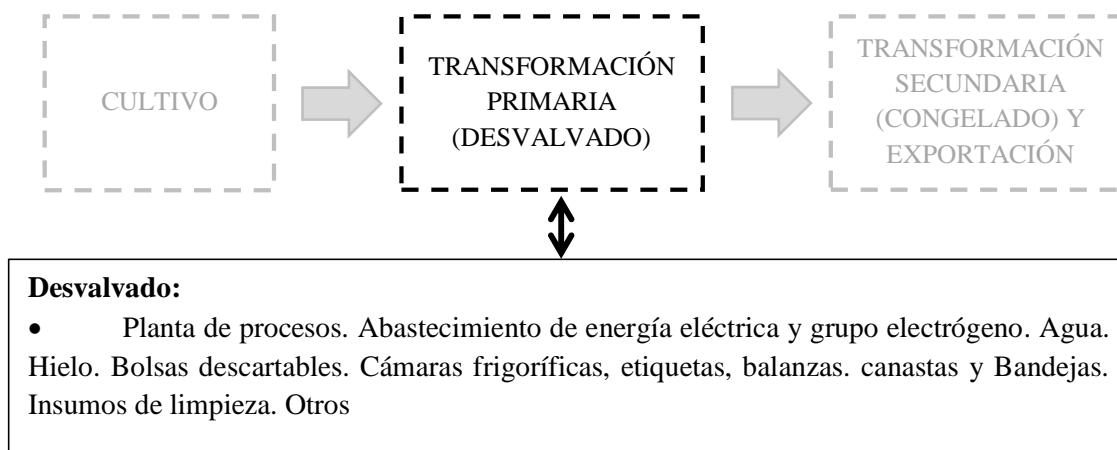 CULTIVO
TRANSFORMACIÓN
PRIMARIA
(DESVALVADO)
TRANSFORMACIÓN
SECUNDARIA
(CONGELADO) Y
EXPORTACIÓN
Desvalvado:
• Planta de procesos. Abastecimiento de energía eléctrica y grupo electrógeno. Agua.
Hielo. Bolsas descartables. Cámaras frigoríficas, etiquetas, balanzas. canastas y Bandejas.
Insumos de limpieza. Otros